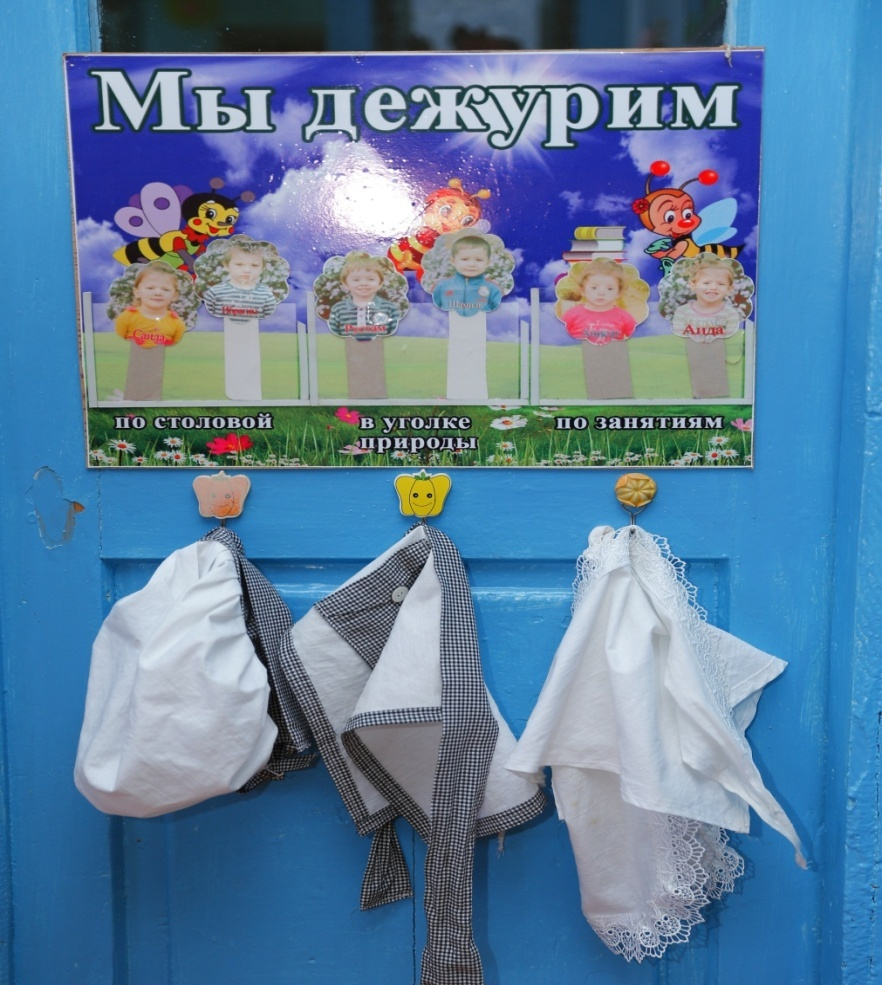 Мы дежурим
Аида
по столовой
в уголке
природы
по занятиям